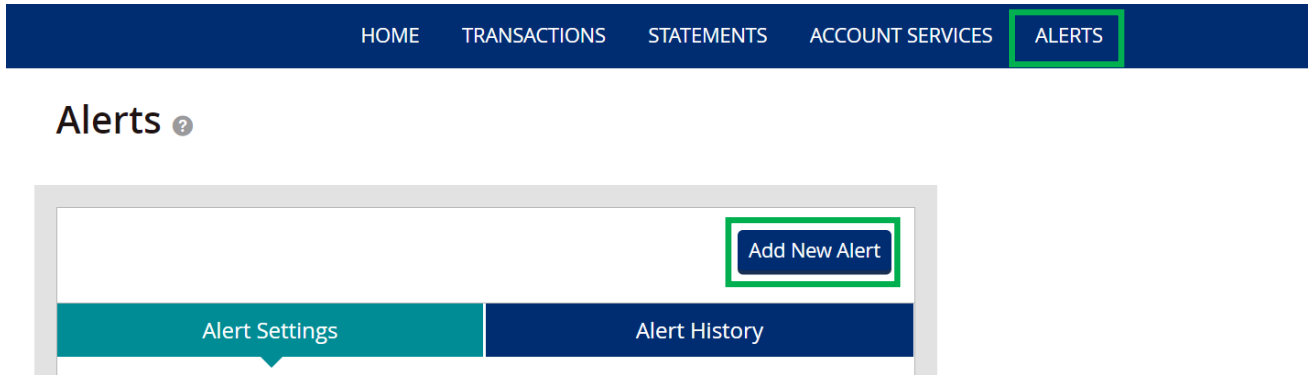 HOME TRANSACTIONS STATEMENTS ACCOUNT SERVICES ALERTS
Alerts ?
Add New Alert
Alert Settings Alert History